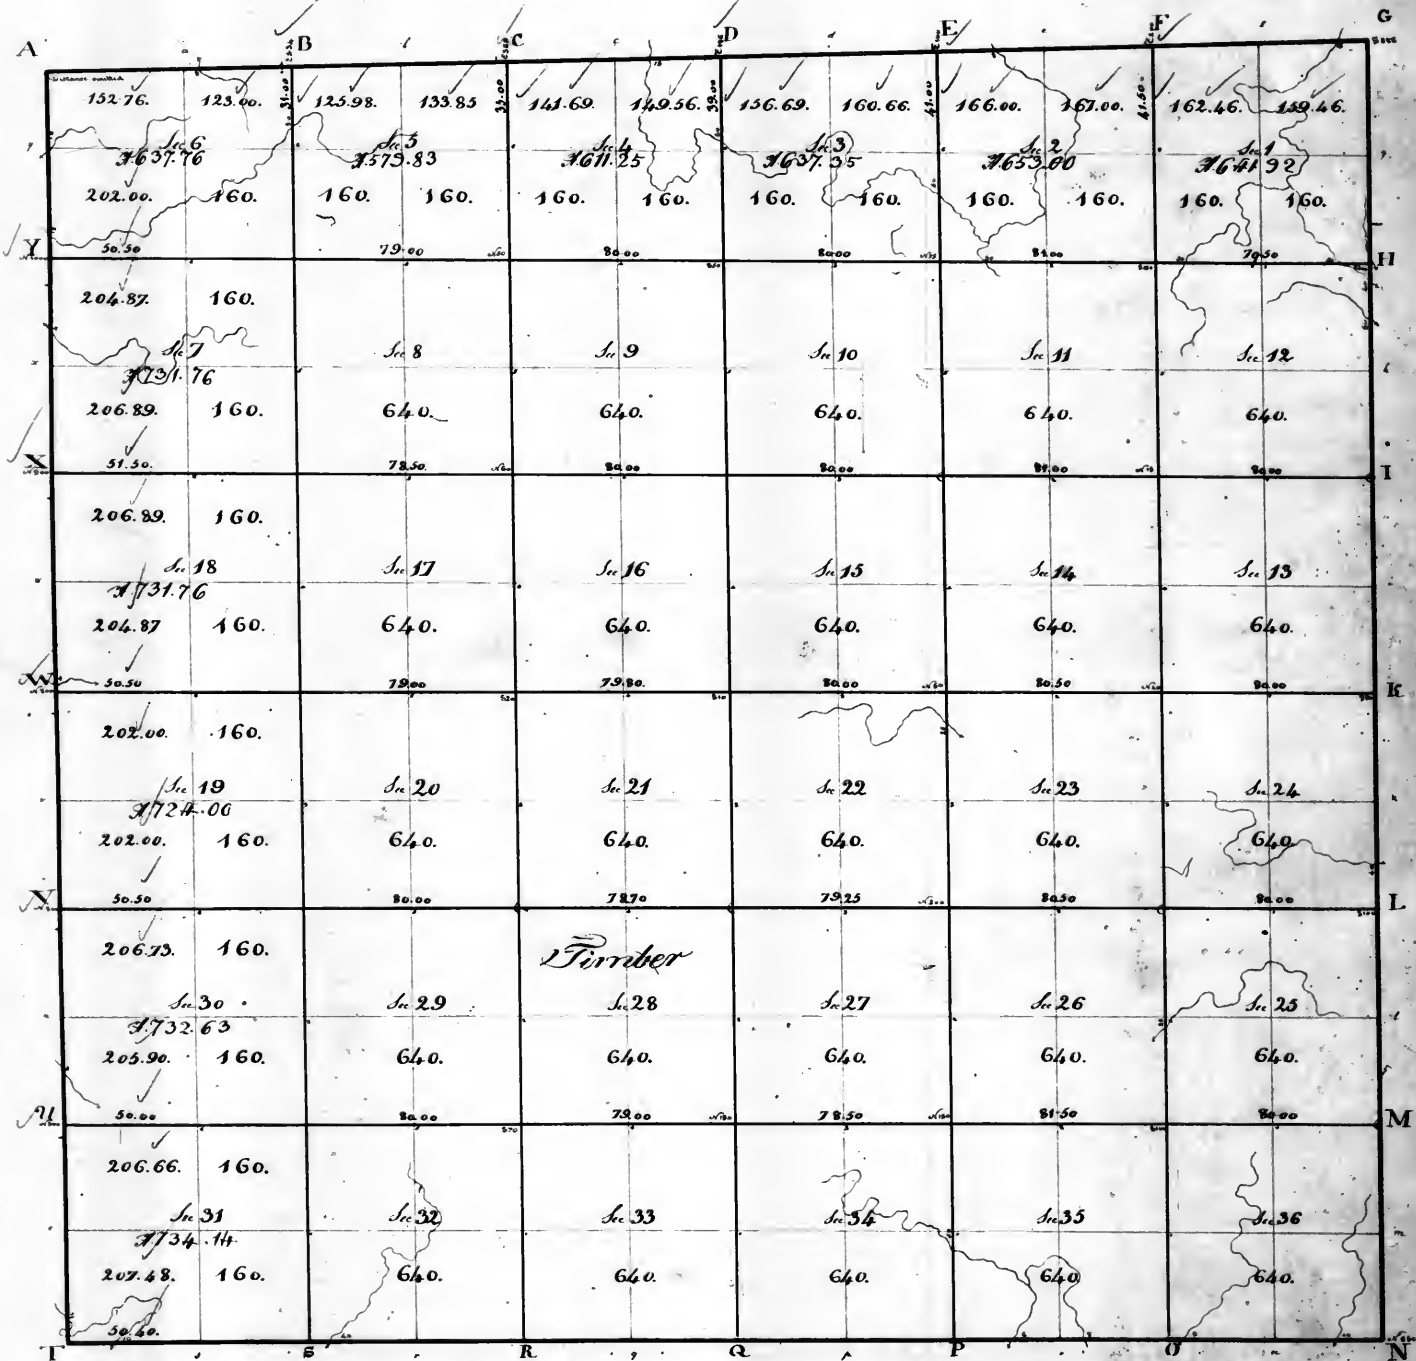 A B C D E F G
152.76. 123.00. 125.98. 133.85 141.69. 149.56. 156.69. 160.66. 166.00. 167.00. 162.46. 159.46.
31.00 35.00 39.00 41.00 41.50
Sec 6 Sec 5 Sec 4 Sec 3 Sec 2 Sec 1
A 637.76 A 579.83 A 611.25 A 637.35 A 653.00 A 641.92
202.00. 160. 160. 160. 160. 160. 160. 160. 160. 160. 160. 160.
Y 50.50 79.00 80.00 80.00 81.00 79.50 H
204.87. 160.
Sec 7 Sec 8 Sec 9 Sec 10 Sec 11 Sec 12
A 731.76
206.89. 160. 640. 640. 640. 640. 640.
X 51.50. 78.50. 80.00 80.00 81.00 80.00 I
206.89. 160.
Sec 18 Sec 17 Sec 16 Sec 15 Sec 14 Sec 13
A 731.76
204.87 160. 640. 640. 640. 640. 640.
W 50.50 79.00 79.80. 80.00 80.50 80.00 K
202.00. 160.
Sec 19 Sec 20 Sec 21 Sec 22 Sec 23 Sec 24
A 724.00
202.00. 160. 640. 640. 640. 640. 640
V 50.50 80.00 78.70 79.25 80.50 80.00 L
206.73. 160. Timber
Sec 30 Sec 29 Sec 28 Sec 27 Sec 26 Sec 25
A 732.63
205.90. 160. 640. 640. 640. 640. 640.
U 50.00 80.00 79.00 78.50 81.50 80.00 M
206.66. 160.
Sec 31 Sec 32 Sec 33 Sec 34 Sec 35 Sec 36
A 734.14
207.48. 160. 640. 640. 640. 640 640.
50.40.
T S R Q P O N